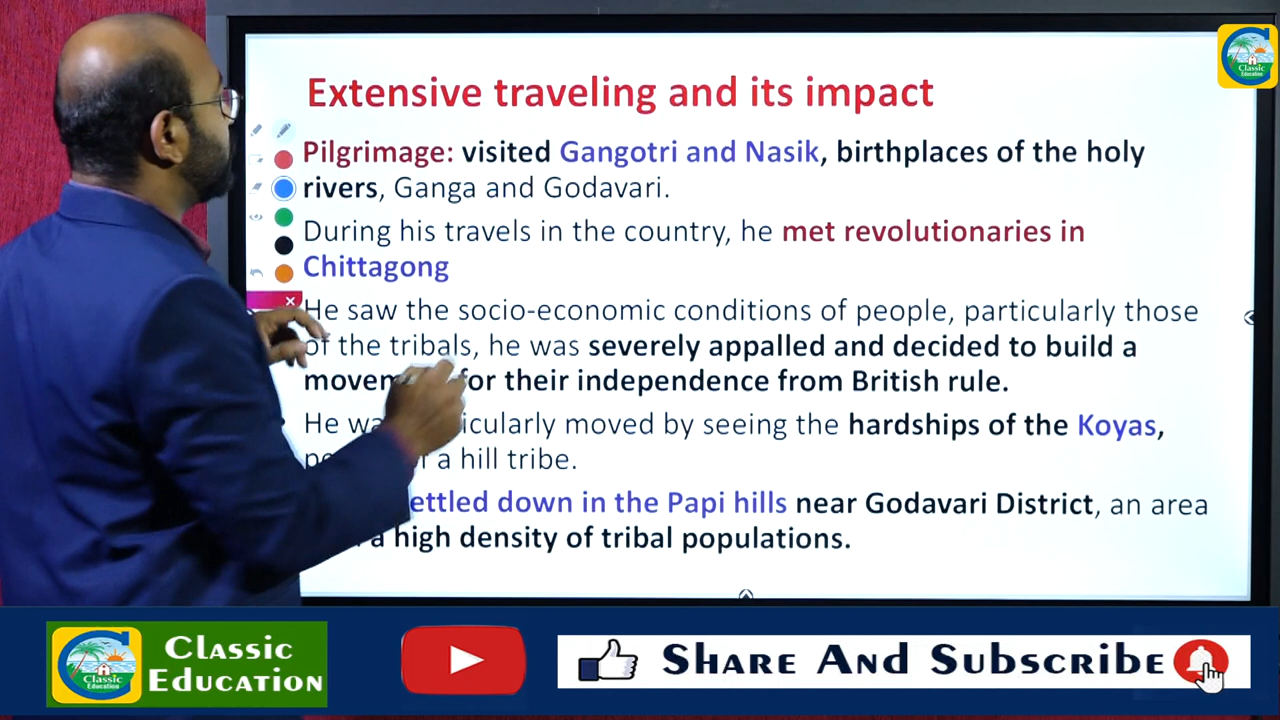 Classic
Education
Extensive traveling and its impact
Pilgrimage: visited Gangotri and Nasik, birthplaces of the holy
rivers, Ganga and Godavari.
During his travels in the country, he met revolutionaries in
Chittagong
He saw the socio-economic conditions of people, particularly those
of the tribals, he was severely appalled and decided to build a
for their independence from British rule.
He moved by seeing the hardships of the Koyas,
a hill tribe.
down in the Papi hills near Godavari District, an area
a high density of tribal populations.
Classic
Education
Classic
Education
Share And Subscribe